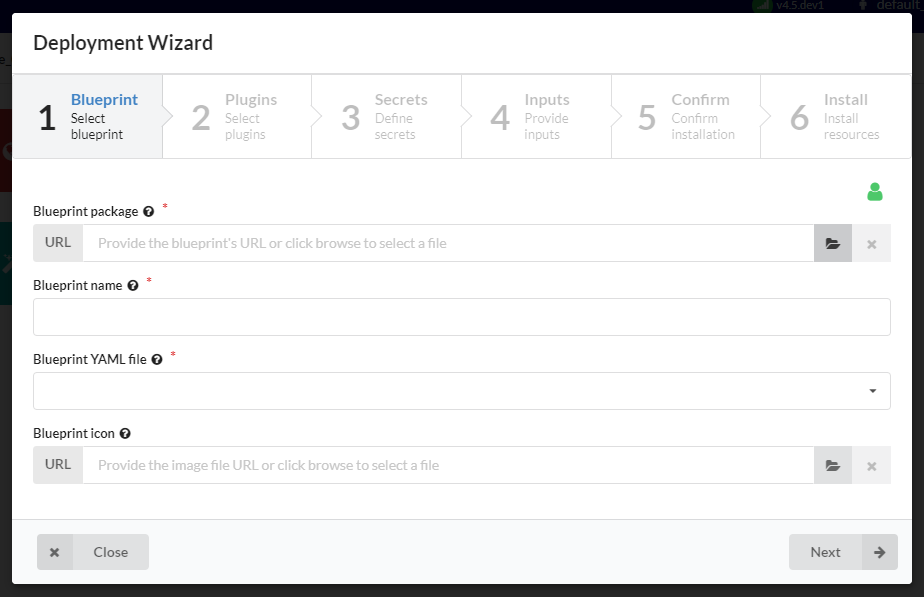 v4.5.dev1 default_
Deployment Wizard
1 Blueprint
Select
blueprint
2 Plugins
Select
plugins
3 Secrets
Define
secrets
4 Inputs
Provide
inputs
5 Confirm
Confirm
installation
6 Install
Install
resources
Blueprint package *
URL Provide the blueprint's URL or click browse to select a file
Blueprint name *
Blueprint YAML file *
Blueprint icon
URL Provide the image file URL or click browse to select a file
Close
Next